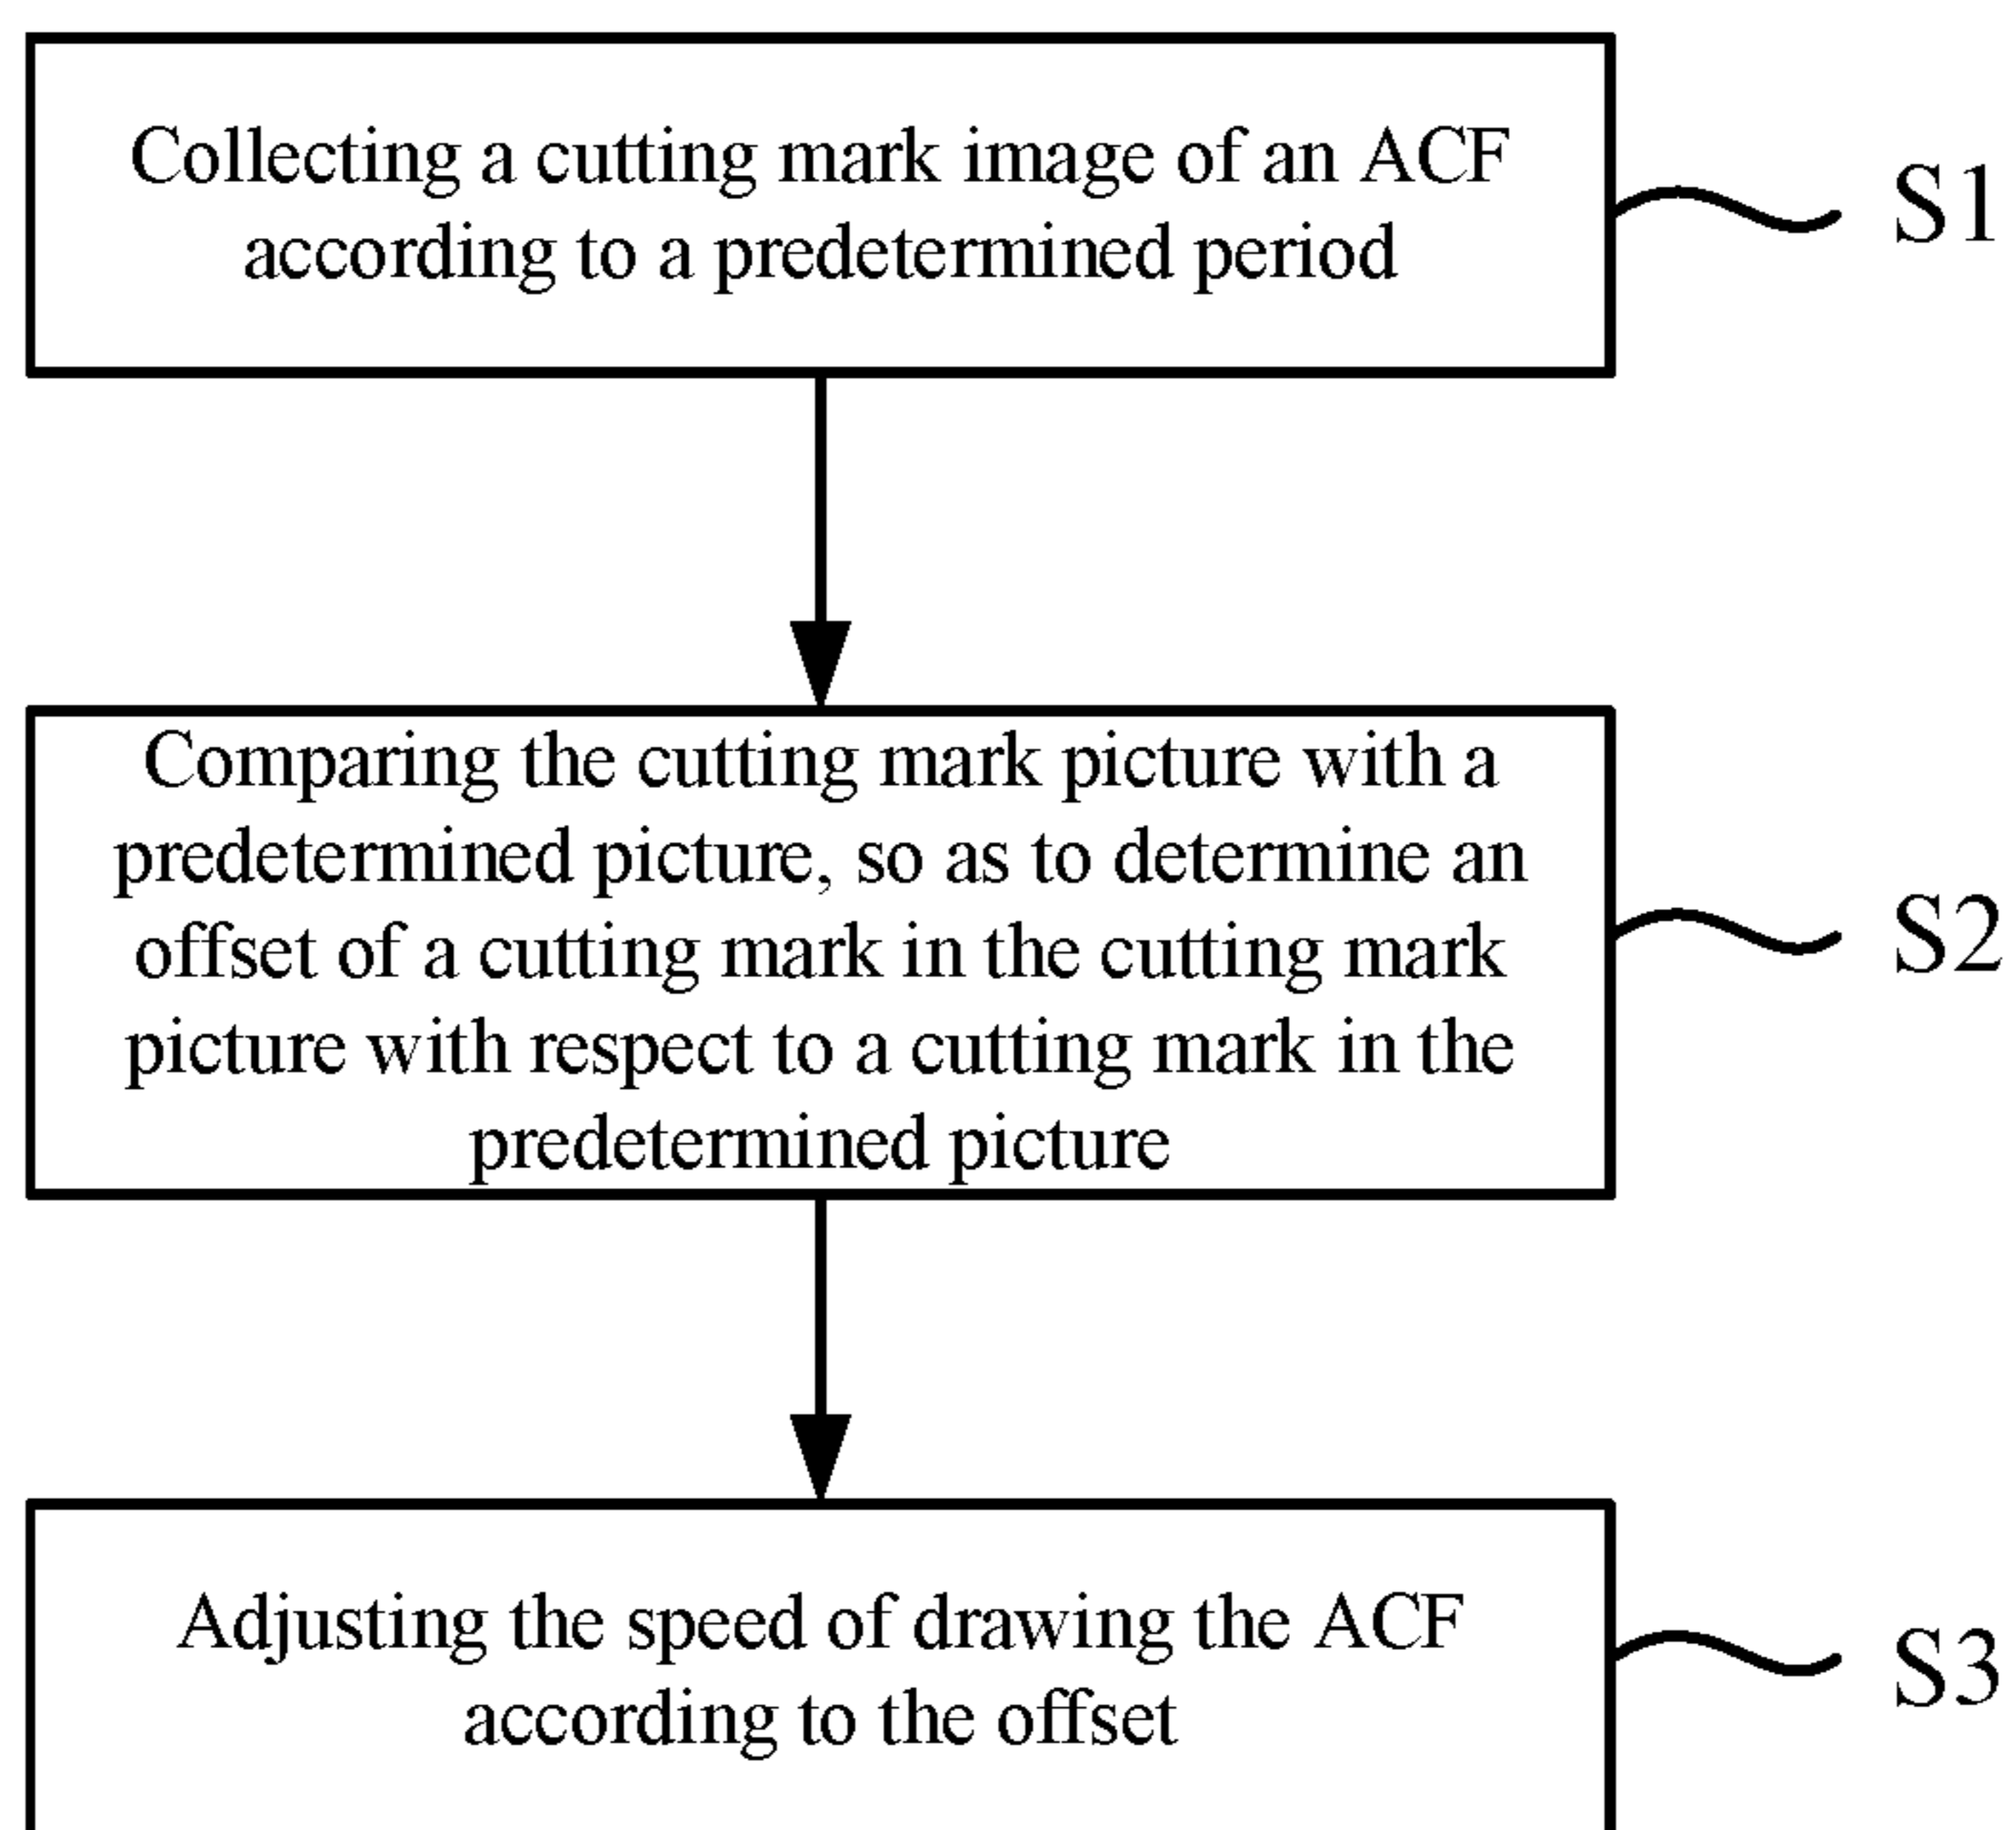 Collecting a cutting mark image of an ACF
according to a predetermined period
S1
Comparing the cutting mark picture with a
predetermined picture, so as to determine an
offset of a cutting mark in the cutting mark
picture with respect to a cutting mark in the
predetermined picture
S2
Adjusting the speed of drawing the ACF
according to the offset
S3